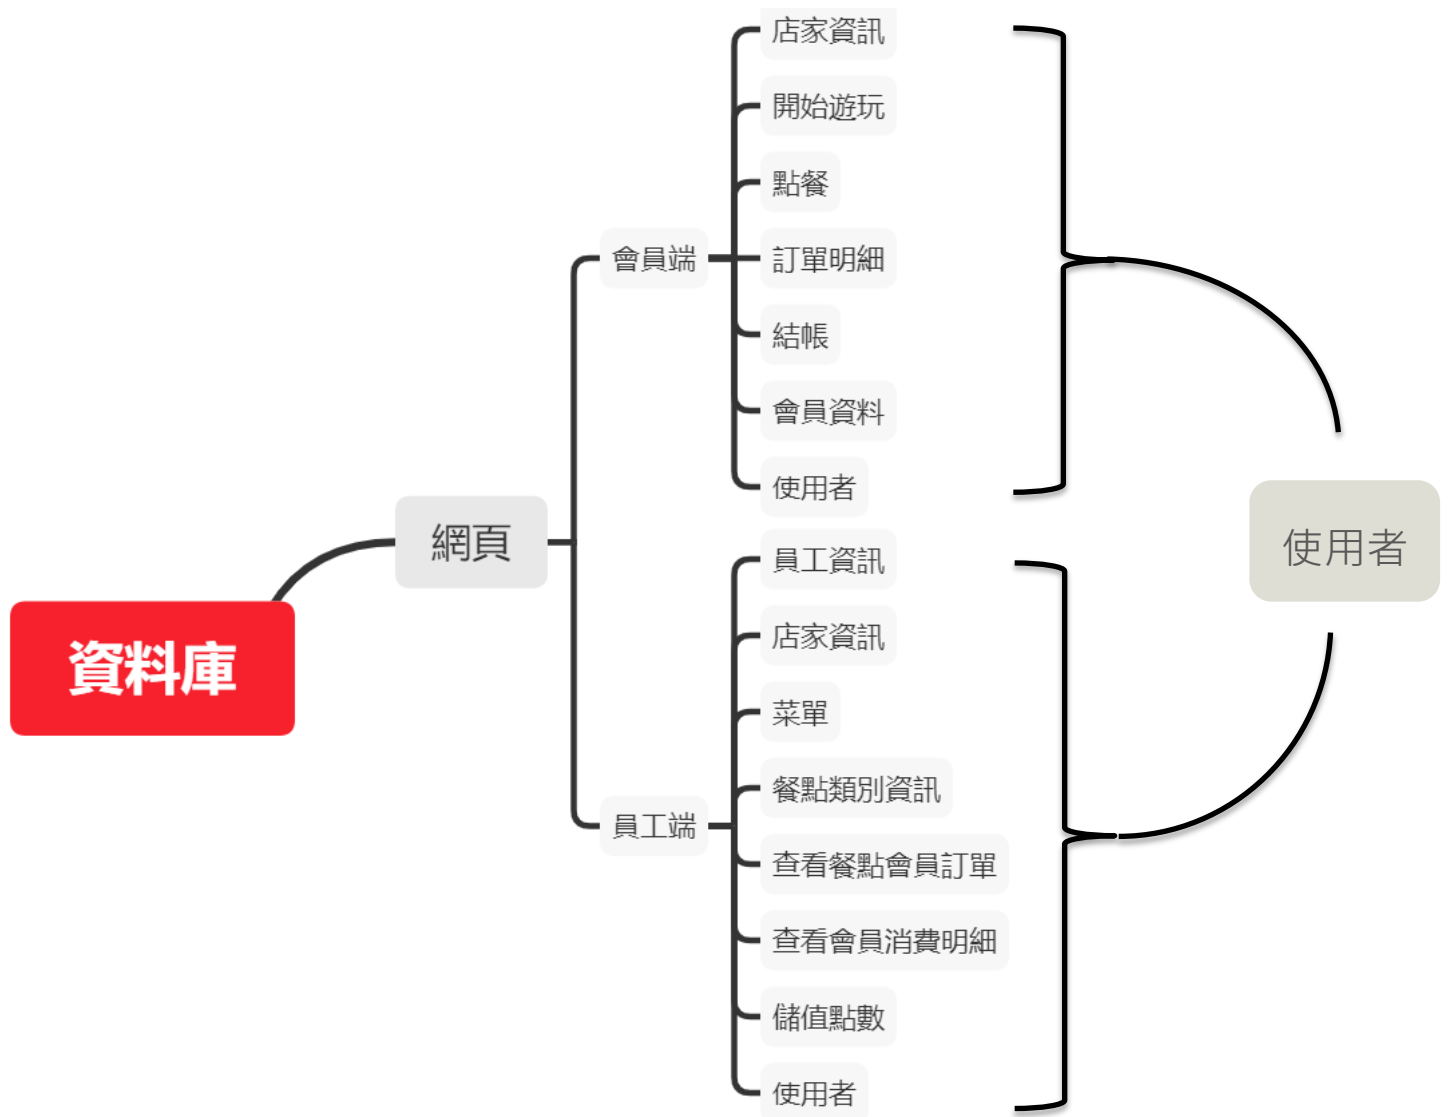 資料庫
網頁
會員端
店家資訊
開始遊玩
點餐
訂單明細
結帳
會員資料
使用者
員工端
員工資訊
店家資訊
菜單
餐點類別資訊
查看餐點會員訂單
查看會員消費明細
儲值點數
使用者
使用者